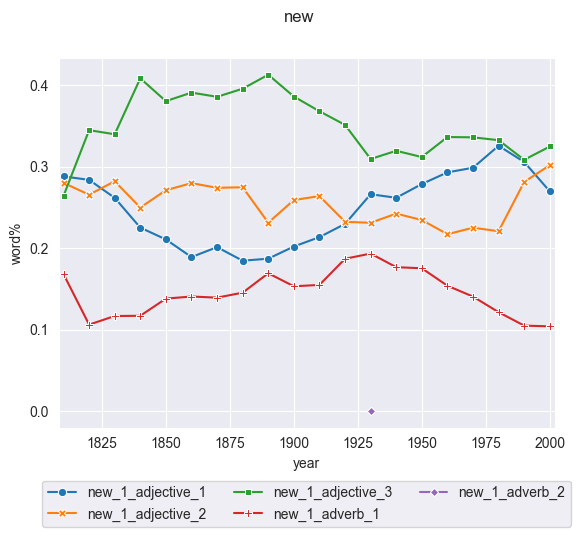 new
0.4
0.3
0.2
0.1
0.0
word%
1825 1850 1875 1900 1925 1950 1975 2000
year
new_1_adjective_1 new_1_adjective_3 new_1_adverb_2
new_1_adjective_2 new_1_adverb_1